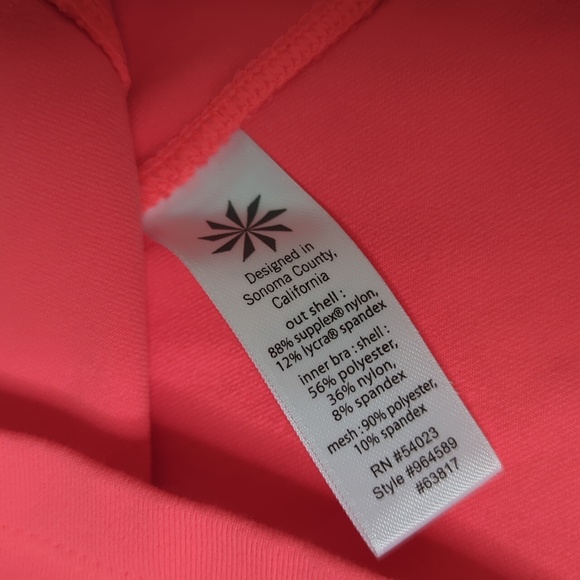 Designed in
Sonoma County,
California
out shell :
88% supplex® nylon,
12% lycra® spandex
inner bra : shell :
56% polyester,
36% nylon,
8% spandex
mesh : 90% polyester,
10% spandex
RN #54023
Style #964589
#63817